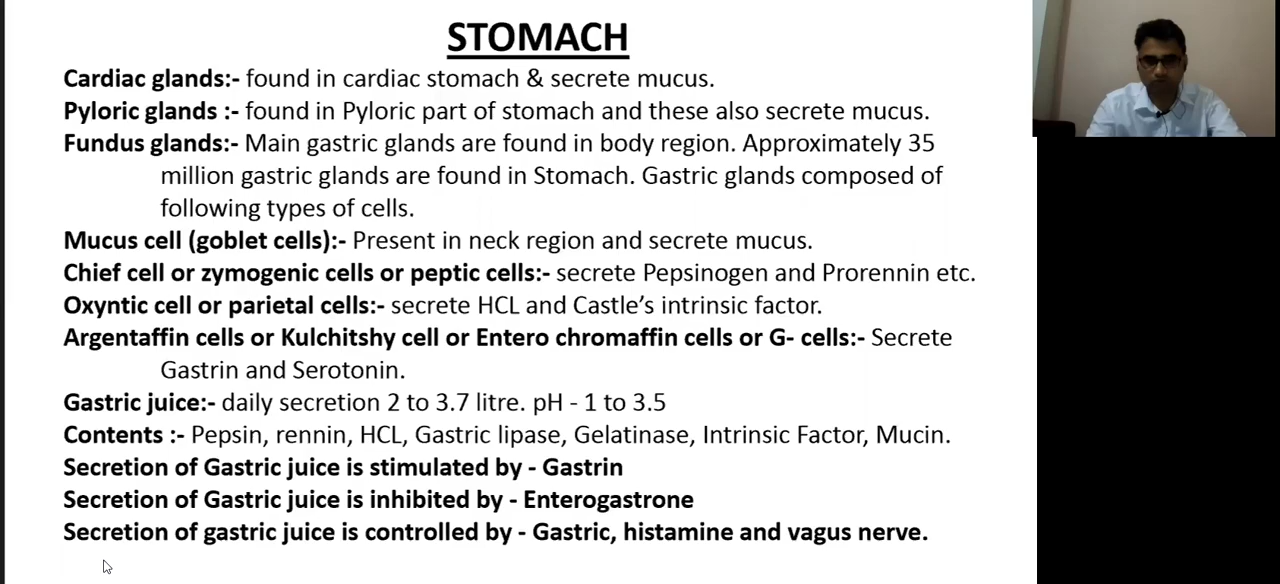 STOMACH
Cardiac glands:- found in cardiac stomach & secrete mucus.
Pyloric glands :- found in Pyloric part of stomach and these also secrete mucus.
Fundus glands:- Main gastric glands are found in body region. Approximately 35
million gastric glands are found in Stomach. Gastric glands composed of
following types of cells.
Mucus cell (goblet cells):- Present in neck region and secrete mucus.
Chief cell or zymogenic cells or peptic cells:- secrete Pepsinogen and Prorennin etc.
Oxyntic cell or parietal cells:- secrete HCL and Castle's intrinsic factor.
Argentaffin cells or Kulchitshy cell or Entero chromaffin cells or G- cells:- Secrete
Gastrin and Serotonin.
Gastric juice:- daily secretion 2 to 3.7 litre. pH - 1 to 3.5
Contents :- Pepsin, rennin, HCL, Gastric lipase, Gelatinase, Intrinsic Factor, Mucin.
Secretion of Gastric juice is stimulated by - Gastrin
Secretion of Gastric juice is inhibited by - Enterogastrone
Secretion of gastric juice is controlled by - Gastric, histamine and vagus nerve.